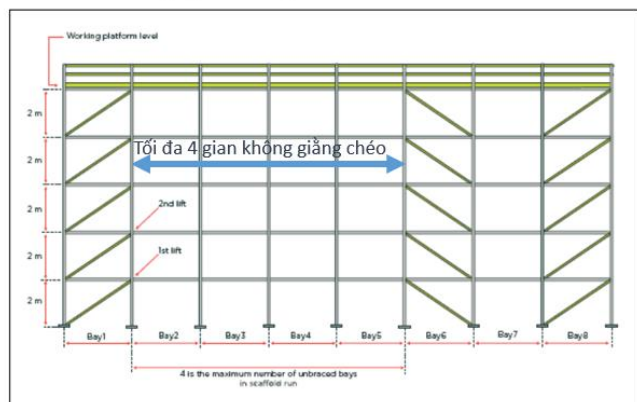 Working platform level
2 m
Tối đa 4 gian không giằng chéo
2 m
2 m
2nd lift
2 m
1st lift
2 m
Bay1
Bay2
Bay3
Bay4
Bay5
Bay6
Bay7
Bay8
4 is the maximum number of unbraced bays
in scaffold run